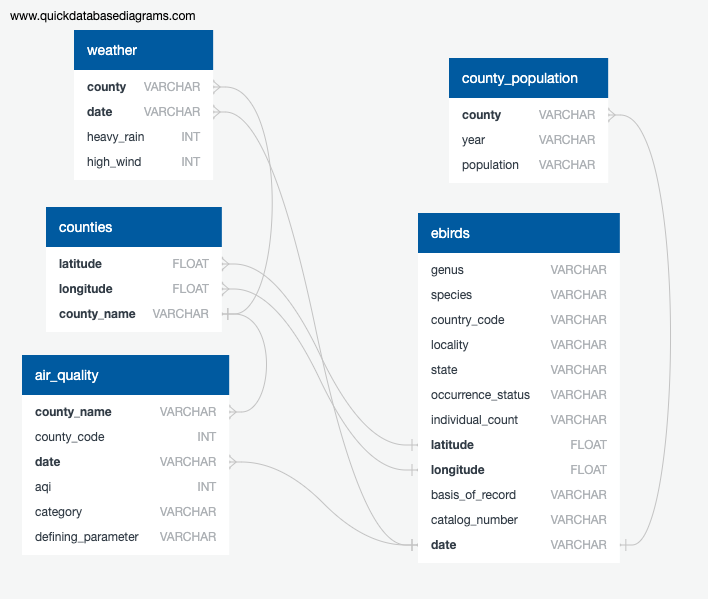 www.quickdatabasediagrams.com
weather
county VARCHAR
date VARCHAR
heavy_rain INT
high_wind INT
county_population
county VARCHAR
year VARCHAR
population VARCHAR
counties
latitude FLOAT
longitude FLOAT
county_name VARCHAR
ebirds
genus VARCHAR
species VARCHAR
country_code VARCHAR
locality VARCHAR
state VARCHAR
occurrence_status VARCHAR
individual_count VARCHAR
latitude FLOAT
longitude FLOAT
basis_of_record VARCHAR
catalog_number VARCHAR
date VARCHAR
air_quality
county_name VARCHAR
county_code INT
date VARCHAR
aqi INT
category VARCHAR
defining_parameter VARCHAR